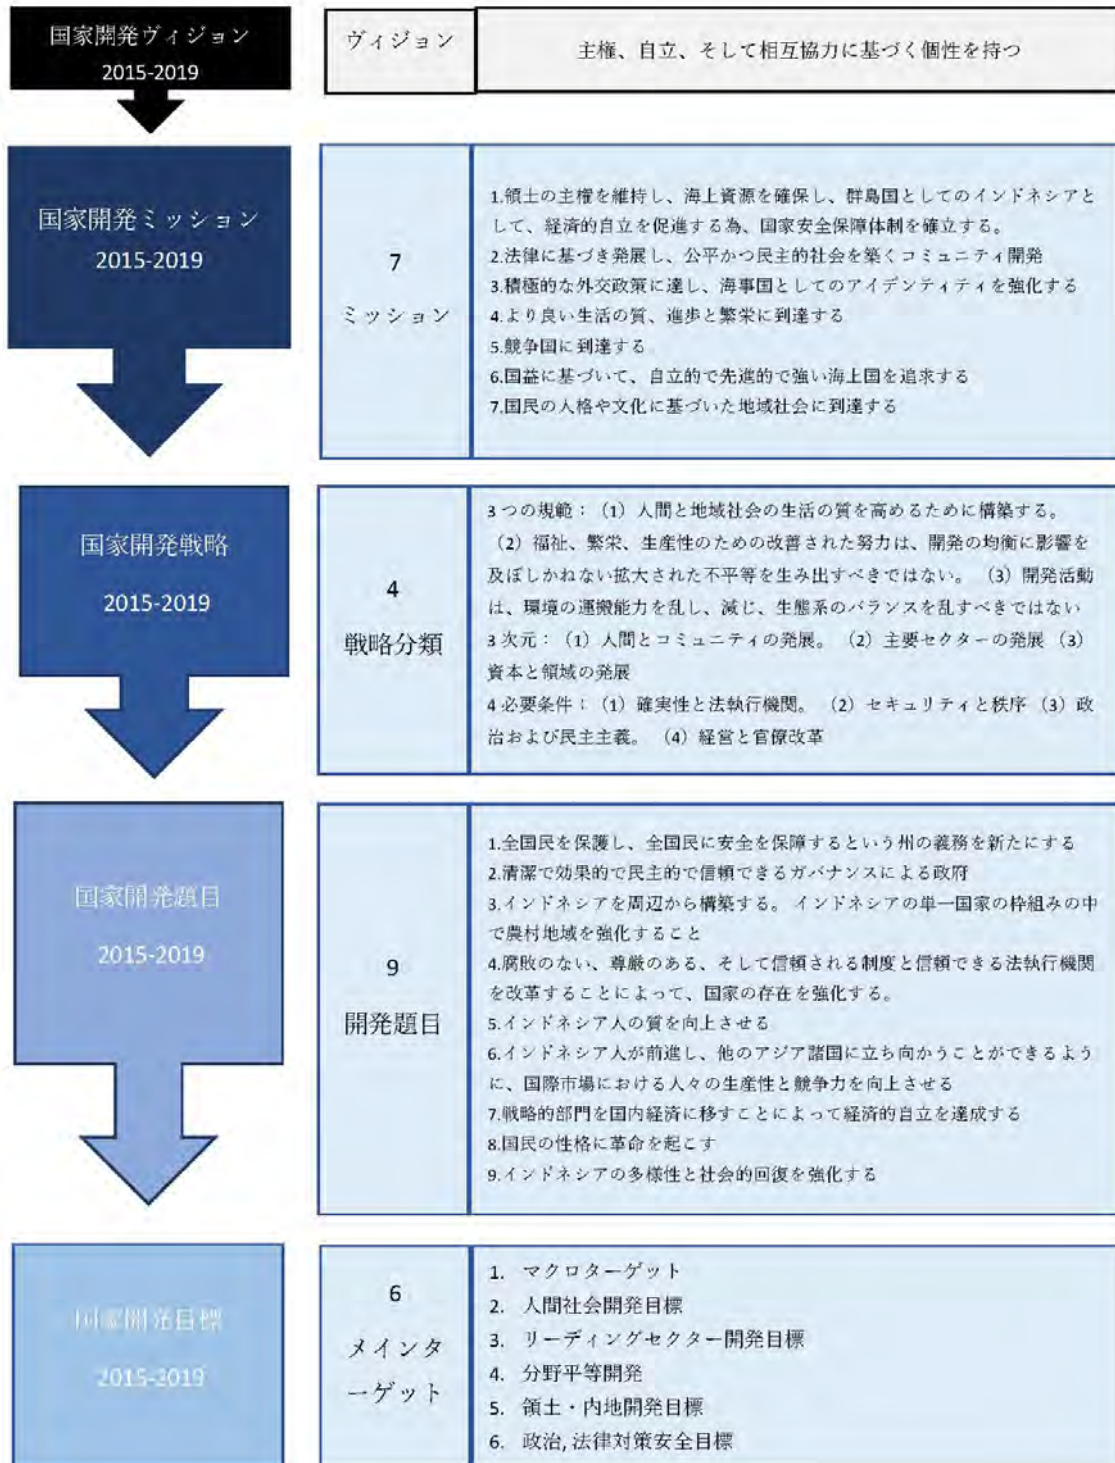 国家開発ヴィジョン
2015-2019
ヴィジョン
主権、自立、そして相互協力に基づく個性を持つ
国家開発ミッション
2015-2019
7
ミッション
1.領土の主権を維持し、海上資源を確保し、群島国としてのインドネシアと
して、経済的自立を促進する為、国家安全保障体制を確立する。
2.法律に基づき発展し、公平かつ民主的社会を築くコミュニティ開発
3.積極的な外交政策に達し、海事国としてのアイデンティティを強化する
4.より良い生活の質、進歩と繁栄に到達する
5.競争国に到達する
6.国益に基づいて、自立的で先進的で強い海上国を追求する
7.国民の人格や文化に基づいた地域社会に到達する
国家開発戦略
2015-2019
4
戦略分類
3つの規範：（1）人間と地域社会の生活の質を高めるために構築する。
（2）福祉、繁栄、生産性のための改善された努力は、開発の均衡に影響を
及ぼしかねない拡大された不平等を生み出すべきではない。（3）開発活動
は、環境の運搬能力を乱し、減じ、生態系のバランスを乱すべきではない
3次元：（1）人間とコミュニティの発展。（2）主要セクターの発展（3）
資本と領域の発展
4必要条件：（1）確実性と法執行機関。（2）セキュリティと秩序（3）政
治および民主主義。（4）経営と官僚改革
国家開発題目
2015-2019
9
開発題目
1.全国民を保護し、全国民に安全を保障するという州の義務を新たにする
2.清潔で効果的で民主的で信頼できるガバナンスによる政府
3.インドネシアを周辺から構築する。インドネシアの単一国家の枠組みの中
で農村地域を強化すること
4.腐敗のない、尊厳のある、そして信頼される制度と信頼できる法執行機関
を改革することによって、国家の存在を強化する。
5.インドネシア人の質を向上させる
6.インドネシア人が前進し、他のアジア諸国に立ち向かうことができるよう
に、国際市場における人々の生産性と競争力を向上させる
7.戦略的部門を国内経済に移すことによって経済的自立を達成する
8.国民の性格に革命を起こす
9.インドネシアの多様性と社会的回復を強化する
国家開発目標
2015-2019
6
メインタ
ーゲット
1. マクロターゲット
2. 人間社会開発目標
3. リーディングセクター開発目標
4. 分野平等開発
5. 領土・内地開発目標
6. 政治, 法律対策安全目標